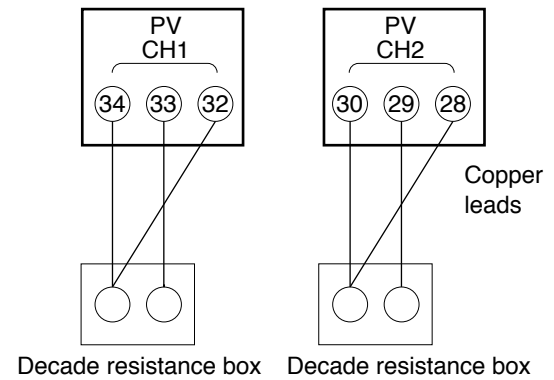 PV
CH1
34 33 32
PV
CH2
30 29 28
Copper
leads
Decade resistance box
Decade resistance box